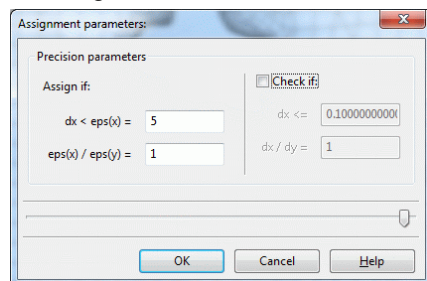 Assignment parameters:
Precision parameters
Assign if:
Check if:
dx < eps(x) = 5
dx <= 0.1000000000
eps(x) / eps(y) = 1
dx / dy = 1
OK Cancel Help